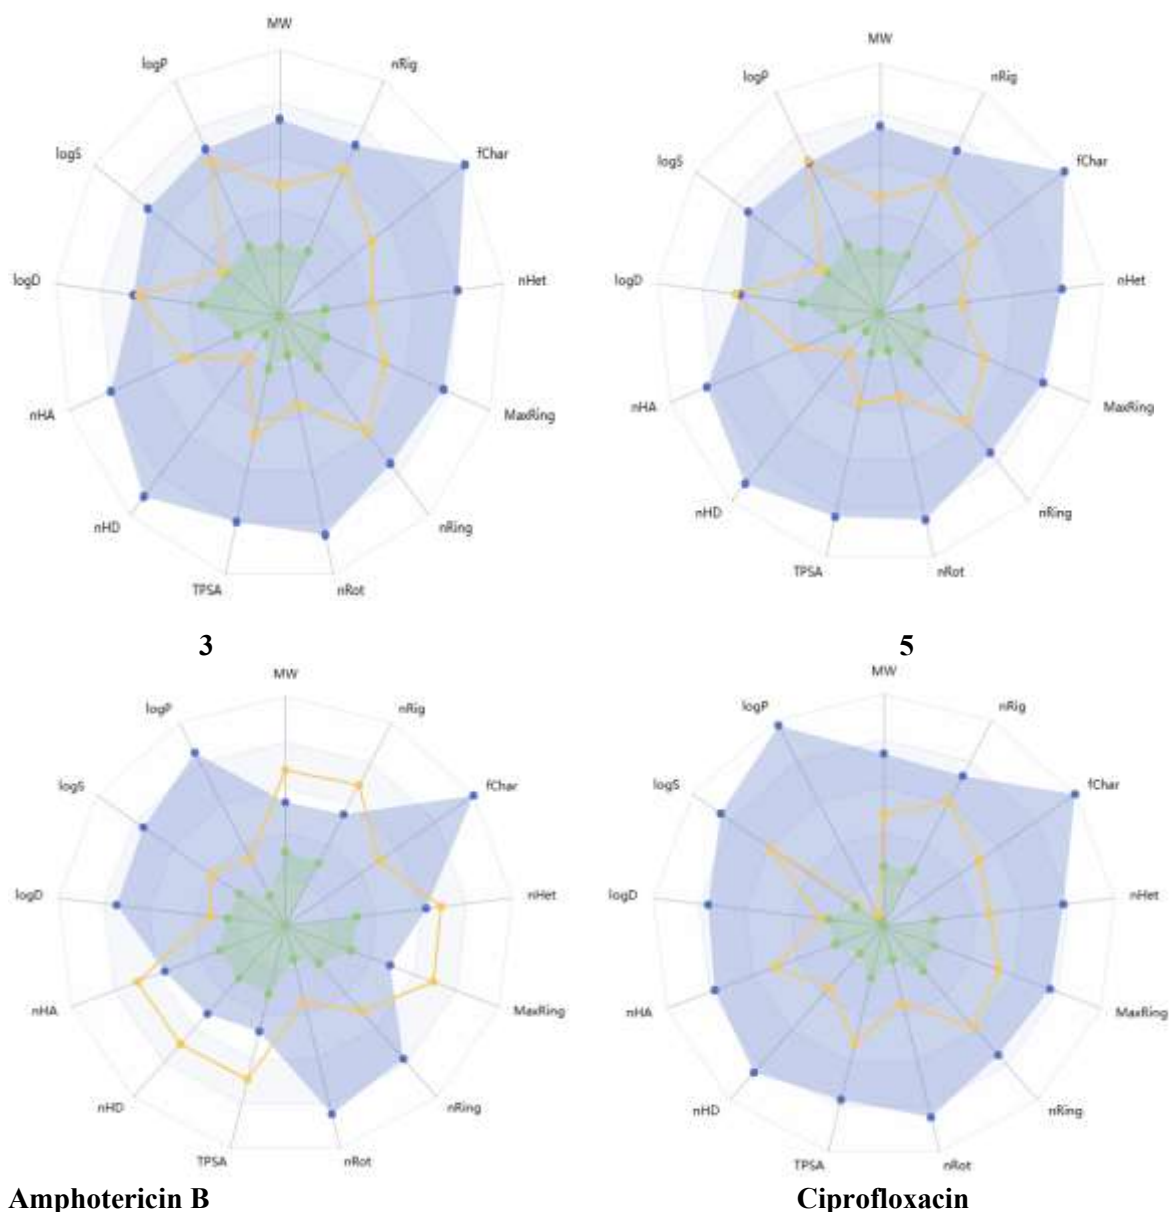 MW
nRig
fChar
nHet
MaxRing
nRing
nRot
TPSA
nHD
nHA
logD
logS
logP
3
MW
nRig
fChar
nHet
MaxRing
nRing
nRot
TPSA
nHD
nHA
logD
logS
logP
5
MW
nRig
fChar
nHet
MaxRing
nRing
nRot
TPSA
nHD
nHA
logD
logS
logP
Amphotericin B
MW
nRig
fChar
nHet
MaxRing
nRing
nRot
TPSA
nHD
nHA
logD
logS
logP
Ciprofloxacin